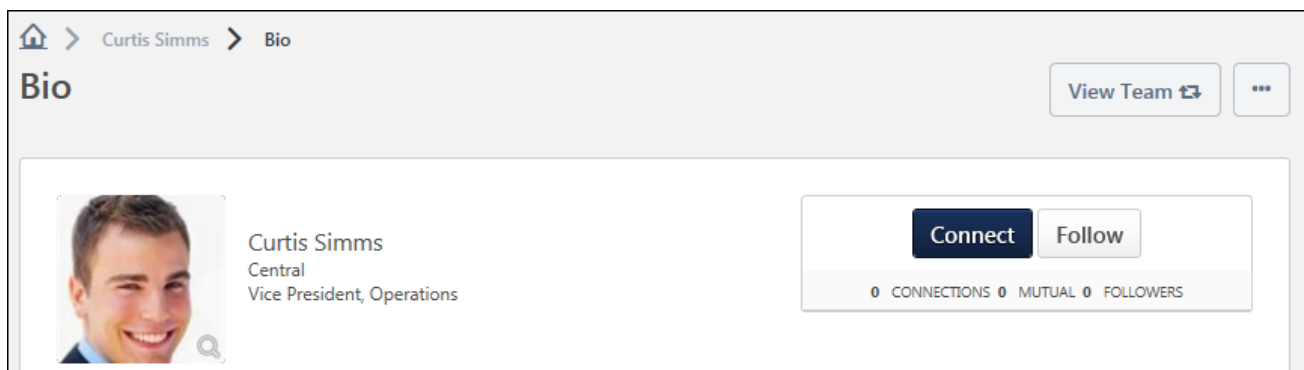 Curtis Simms Bio
Bio
View Team
...
Curtis Simms
Central
Vice President, Operations
Connect Follow
0 CONNECTIONS 0 MUTUAL 0 FOLLOWERS